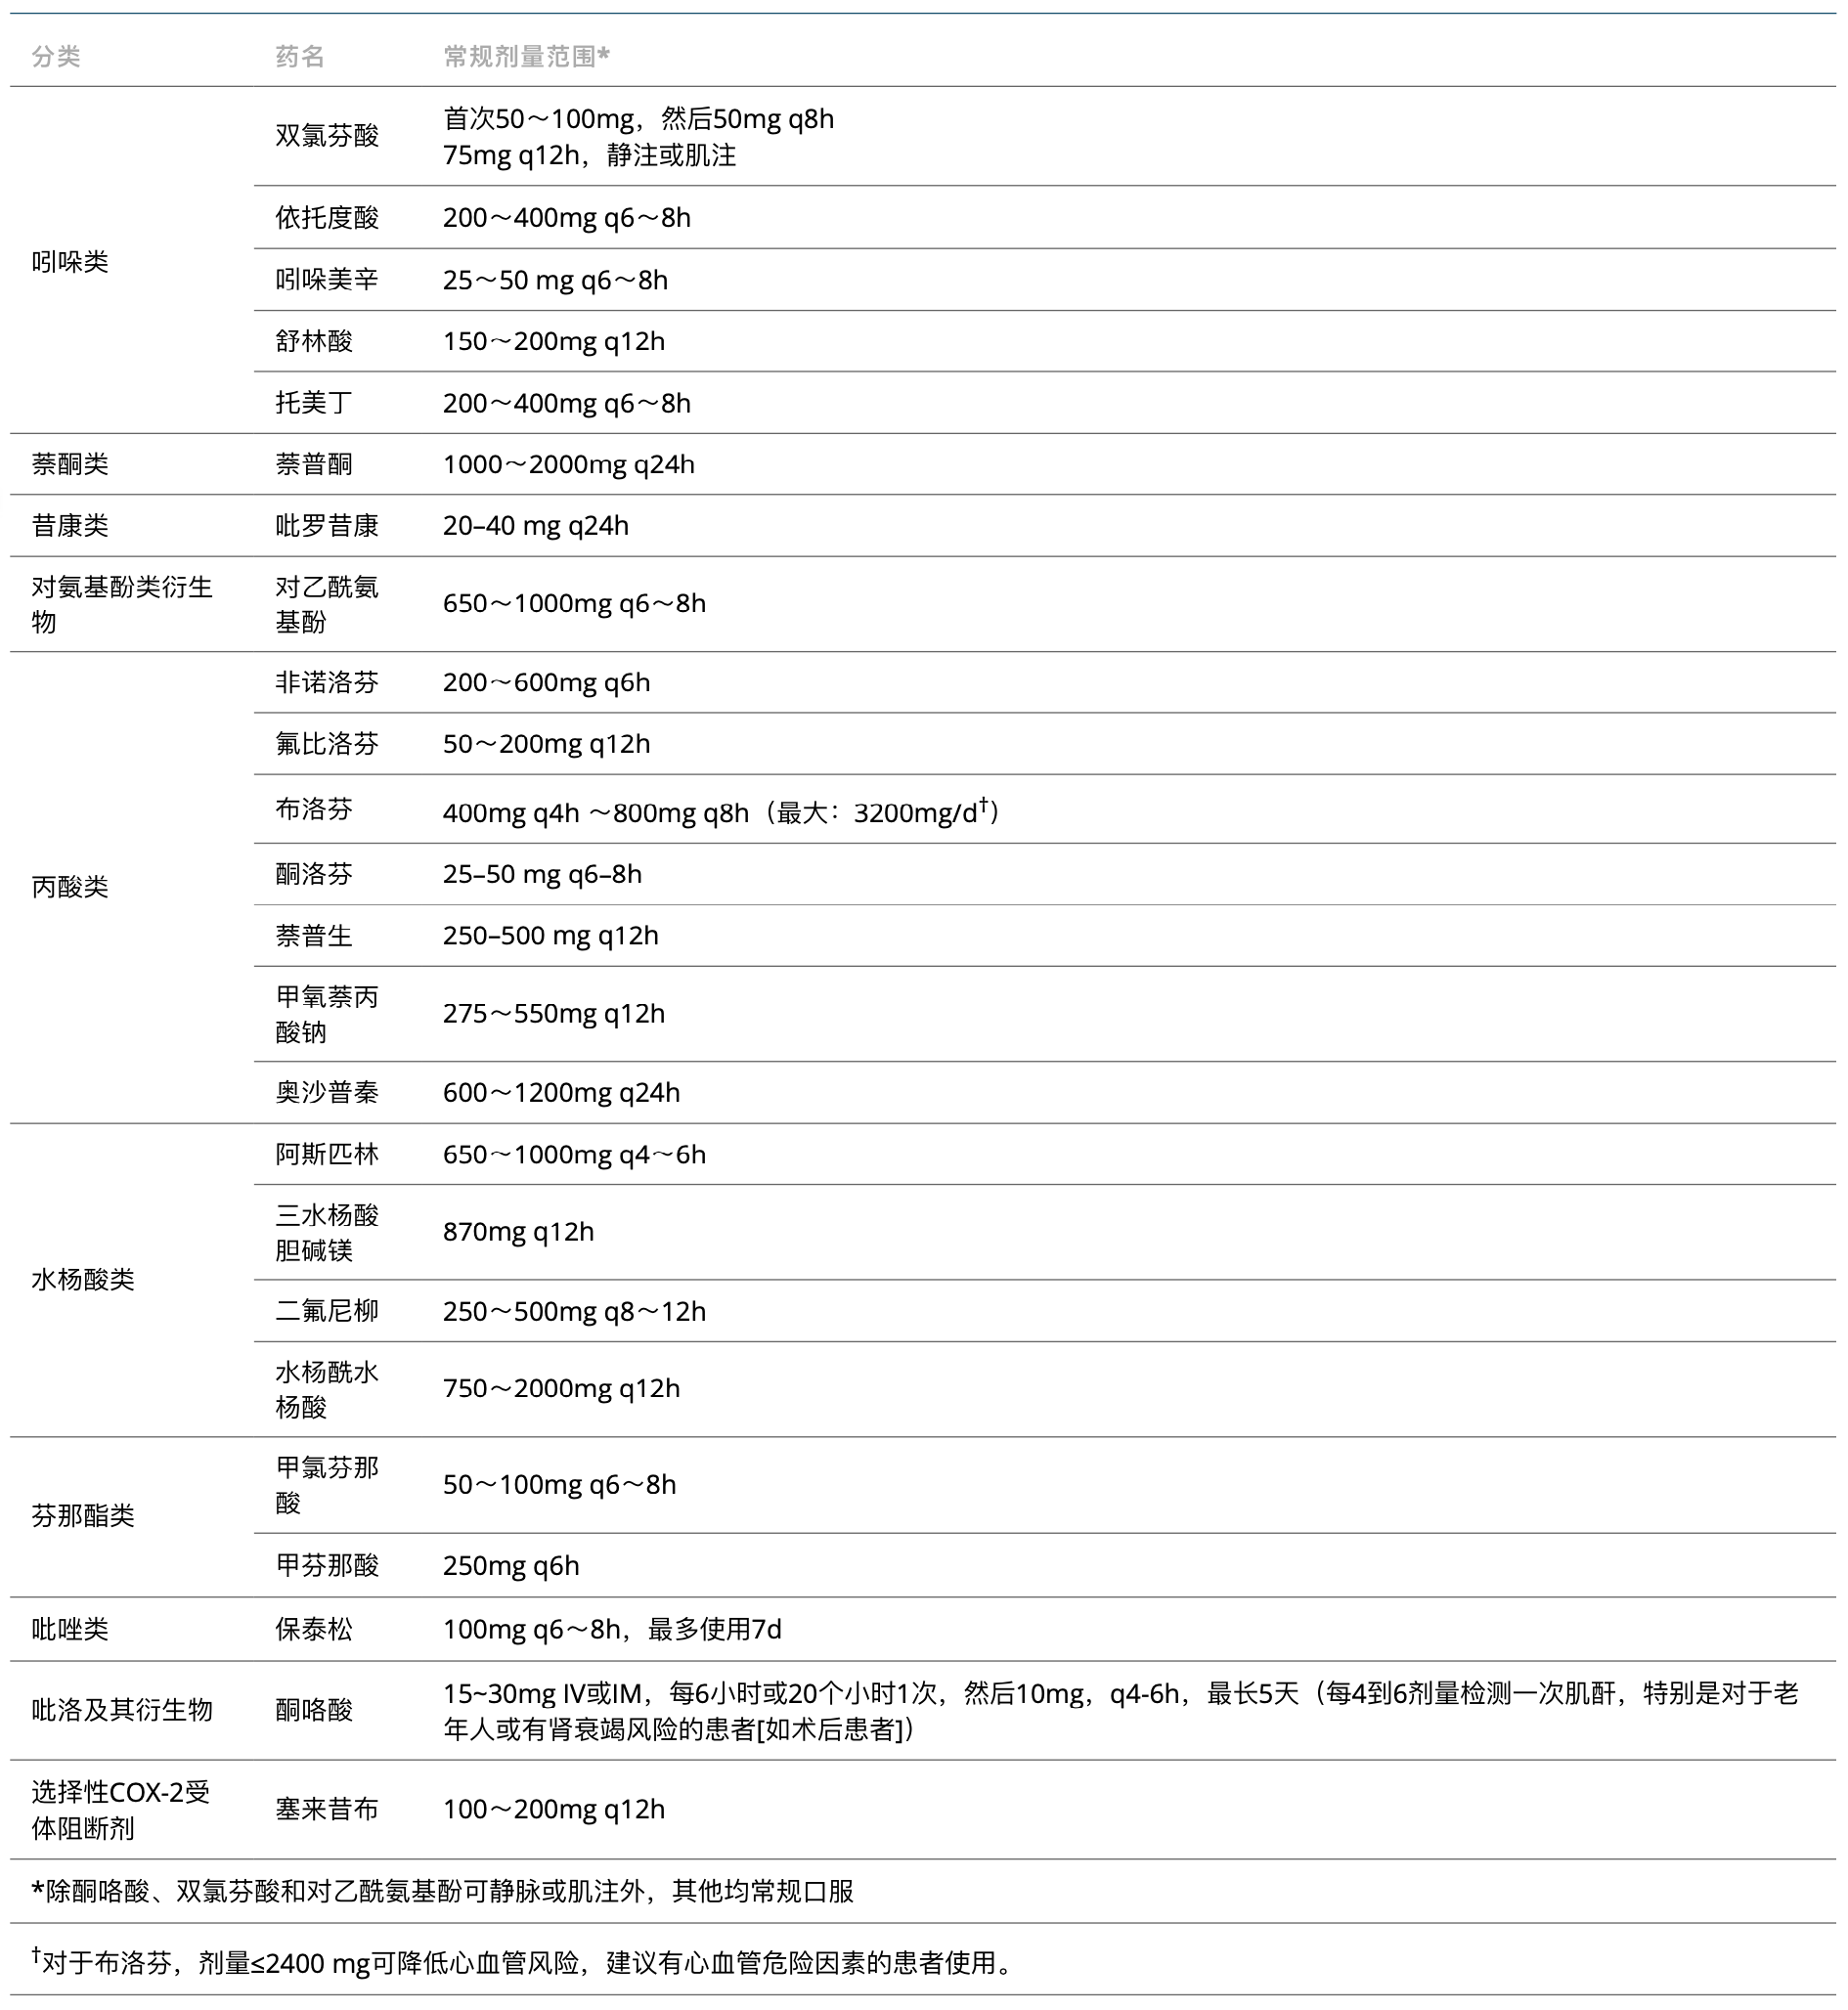 分类 药名 常规剂量范围*
吲哚类
双氯芬酸
首次50～100mg，然后50mg q8h
75mg q12h，静注或肌注
依托度酸 200～400mg q6～8h
吲哚美辛 25～50 mg q6～8h
舒林酸 150～200mg q12h
托美丁 200～400mg q6～8h
萘酮类 萘普酮 1000～2000mg q24h
昔康类 吡罗昔康 20–40 mg q24h
对氨基酚类衍生
物
对乙酰氨
基酚
650～1000mg q6～8h
丙酸类
非诺洛芬 200～600mg q6h
氟比洛芬 50～200mg q12h
布洛芬 400mg q4h ～800mg q8h（最大：3200mg/d†）
酮洛芬 25–50 mg q6–8h
萘普生 250–500 mg q12h
甲氧萘丙
酸钠
275～550mg q12h
奥沙普秦 600～1200mg q24h
水杨酸类
阿斯匹林 650～1000mg q4～6h
三水杨酸
胆碱镁
870mg q12h
二氟尼柳 250～500mg q8～12h
水杨酰水
杨酸
750～2000mg q12h
芬那酯类
甲氯芬那
酸
50～100mg q6～8h
甲芬那酸 250mg q6h
吡唑类 保泰松 100mg q6～8h，最多使用7d
吡洛及其衍生物 酮咯酸
15~30mg IV或IM，每6小时或20个小时1次，然后10mg，q4-6h，最长5天（每4到6剂量检测一次肌酐，特别是对于老
年人或有肾衰竭风险的患者[如术后患者]）
选择性COX-2受
体阻断剂
塞来昔布 100～200mg q12h
*除酮咯酸、双氯芬酸和对乙酰氨基酚可静脉或肌注外，其他均常规口服
†对于布洛芬，剂量≤2400 mg可降低心血管风险，建议有心血管危险因素的患者使用。